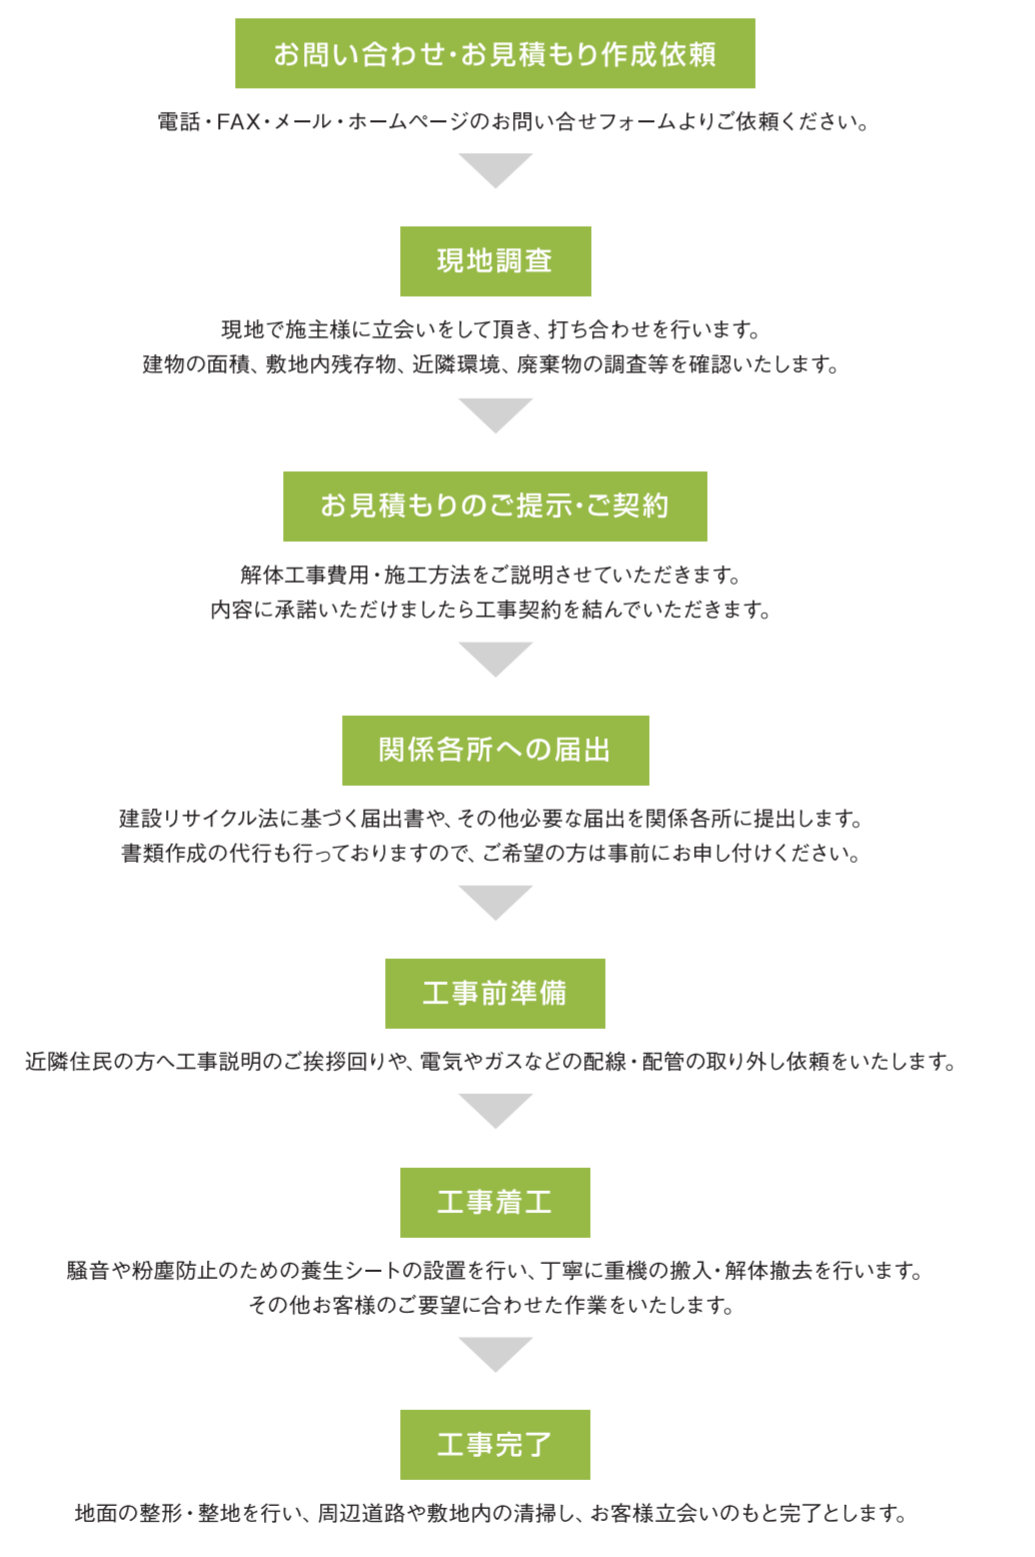 お問い合わせ・お見積もり作成依頼
電話・FAX・メール・ホームページのお問い合せフォームよりご依頼ください。
現地調査
現地で施主様に立会いをして頂き、打ち合わせを行います。
建物の面積、敷地内残存物、近隣環境、廃棄物の調査等を確認いたします。
お見積もりのご提示・ご契約
解体工事費用・施工方法をご説明させていただきます。
内容に承諾いただけましたら工事契約を結んでいただきます。
関係各所への届出
建設リサイクル法に基づく届出書や、その他必要な届出を関係各所に提出します。
書類作成の代行も行っておりますので、ご希望の方は事前にお申し付けください。
工事前準備
近隣住民の方へ工事説明のご挨拶回りや、電気やガスなどの配線・配管の取り外し依頼をいたします。
工事着工
騒音や粉塵防止のための養生シートの設置を行い、丁寧に重機の搬入・解体撤去を行います。
その他お客様のご要望に合わせた作業をいたします。
工事完了
地面の整形・整地を行い、周辺道路や敷地内の清掃し、お客様立会いのもと完了とします。